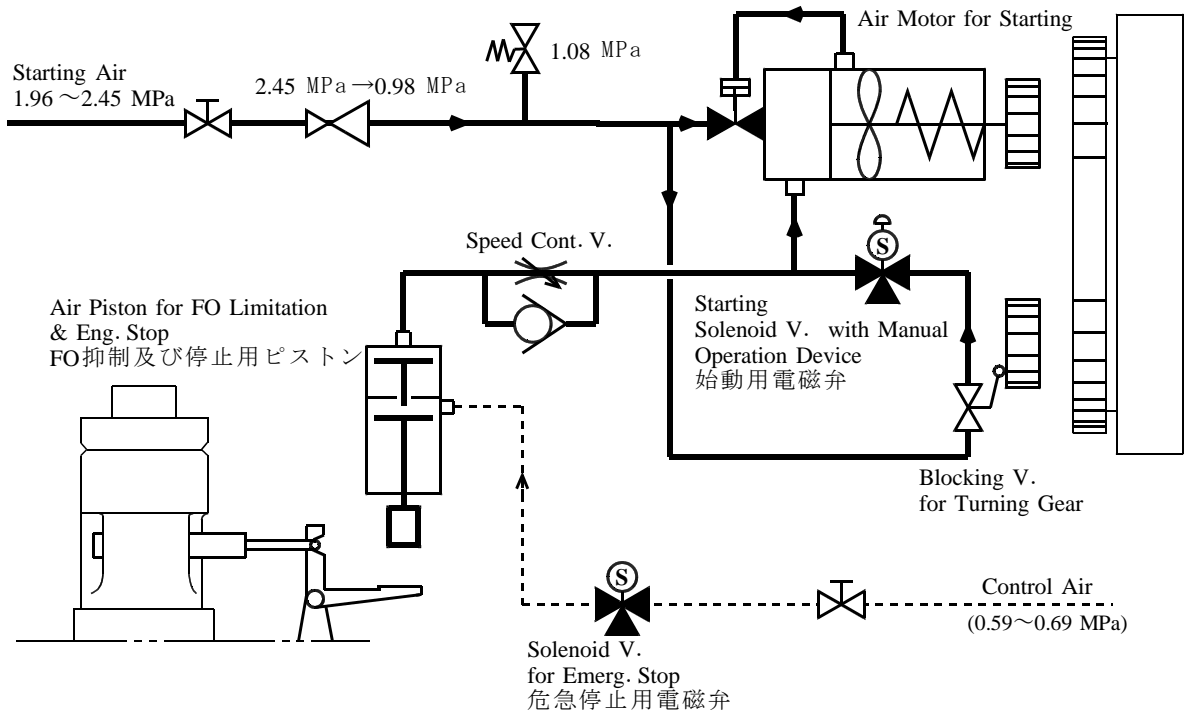 Air Motor for Starting
1.08 MPa
Starting Air
1.96～2.45 MPa
2.45 MPa→0.98 MPa
Speed Cont. V.
S
Air Piston for FO Limitation
& Eng. Stop
FO抑制及び停止用ピストン
Starting
Solenoid V. with Manual
Operation Device
始動用電磁弁
Blocking V.
for Turning Gear
S
Control Air
(0.59～0.69 MPa)
Solenoid V.
for Emerg. Stop
危急停止用電磁弁